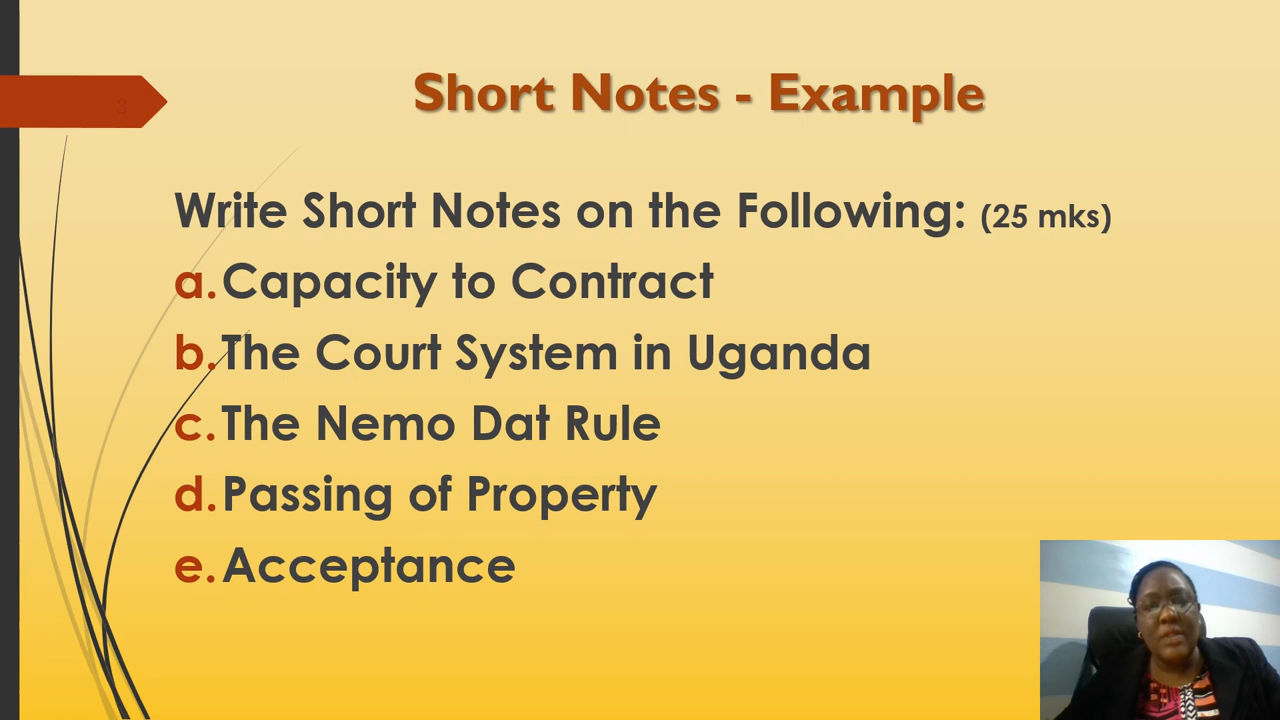 3
Short Notes - Example
Write Short Notes on the Following: (25 mks)
a. Capacity to Contract
b. The Court System in Uganda
c. The Nemo Dat Rule
d. Passing of Property
e. Acceptance